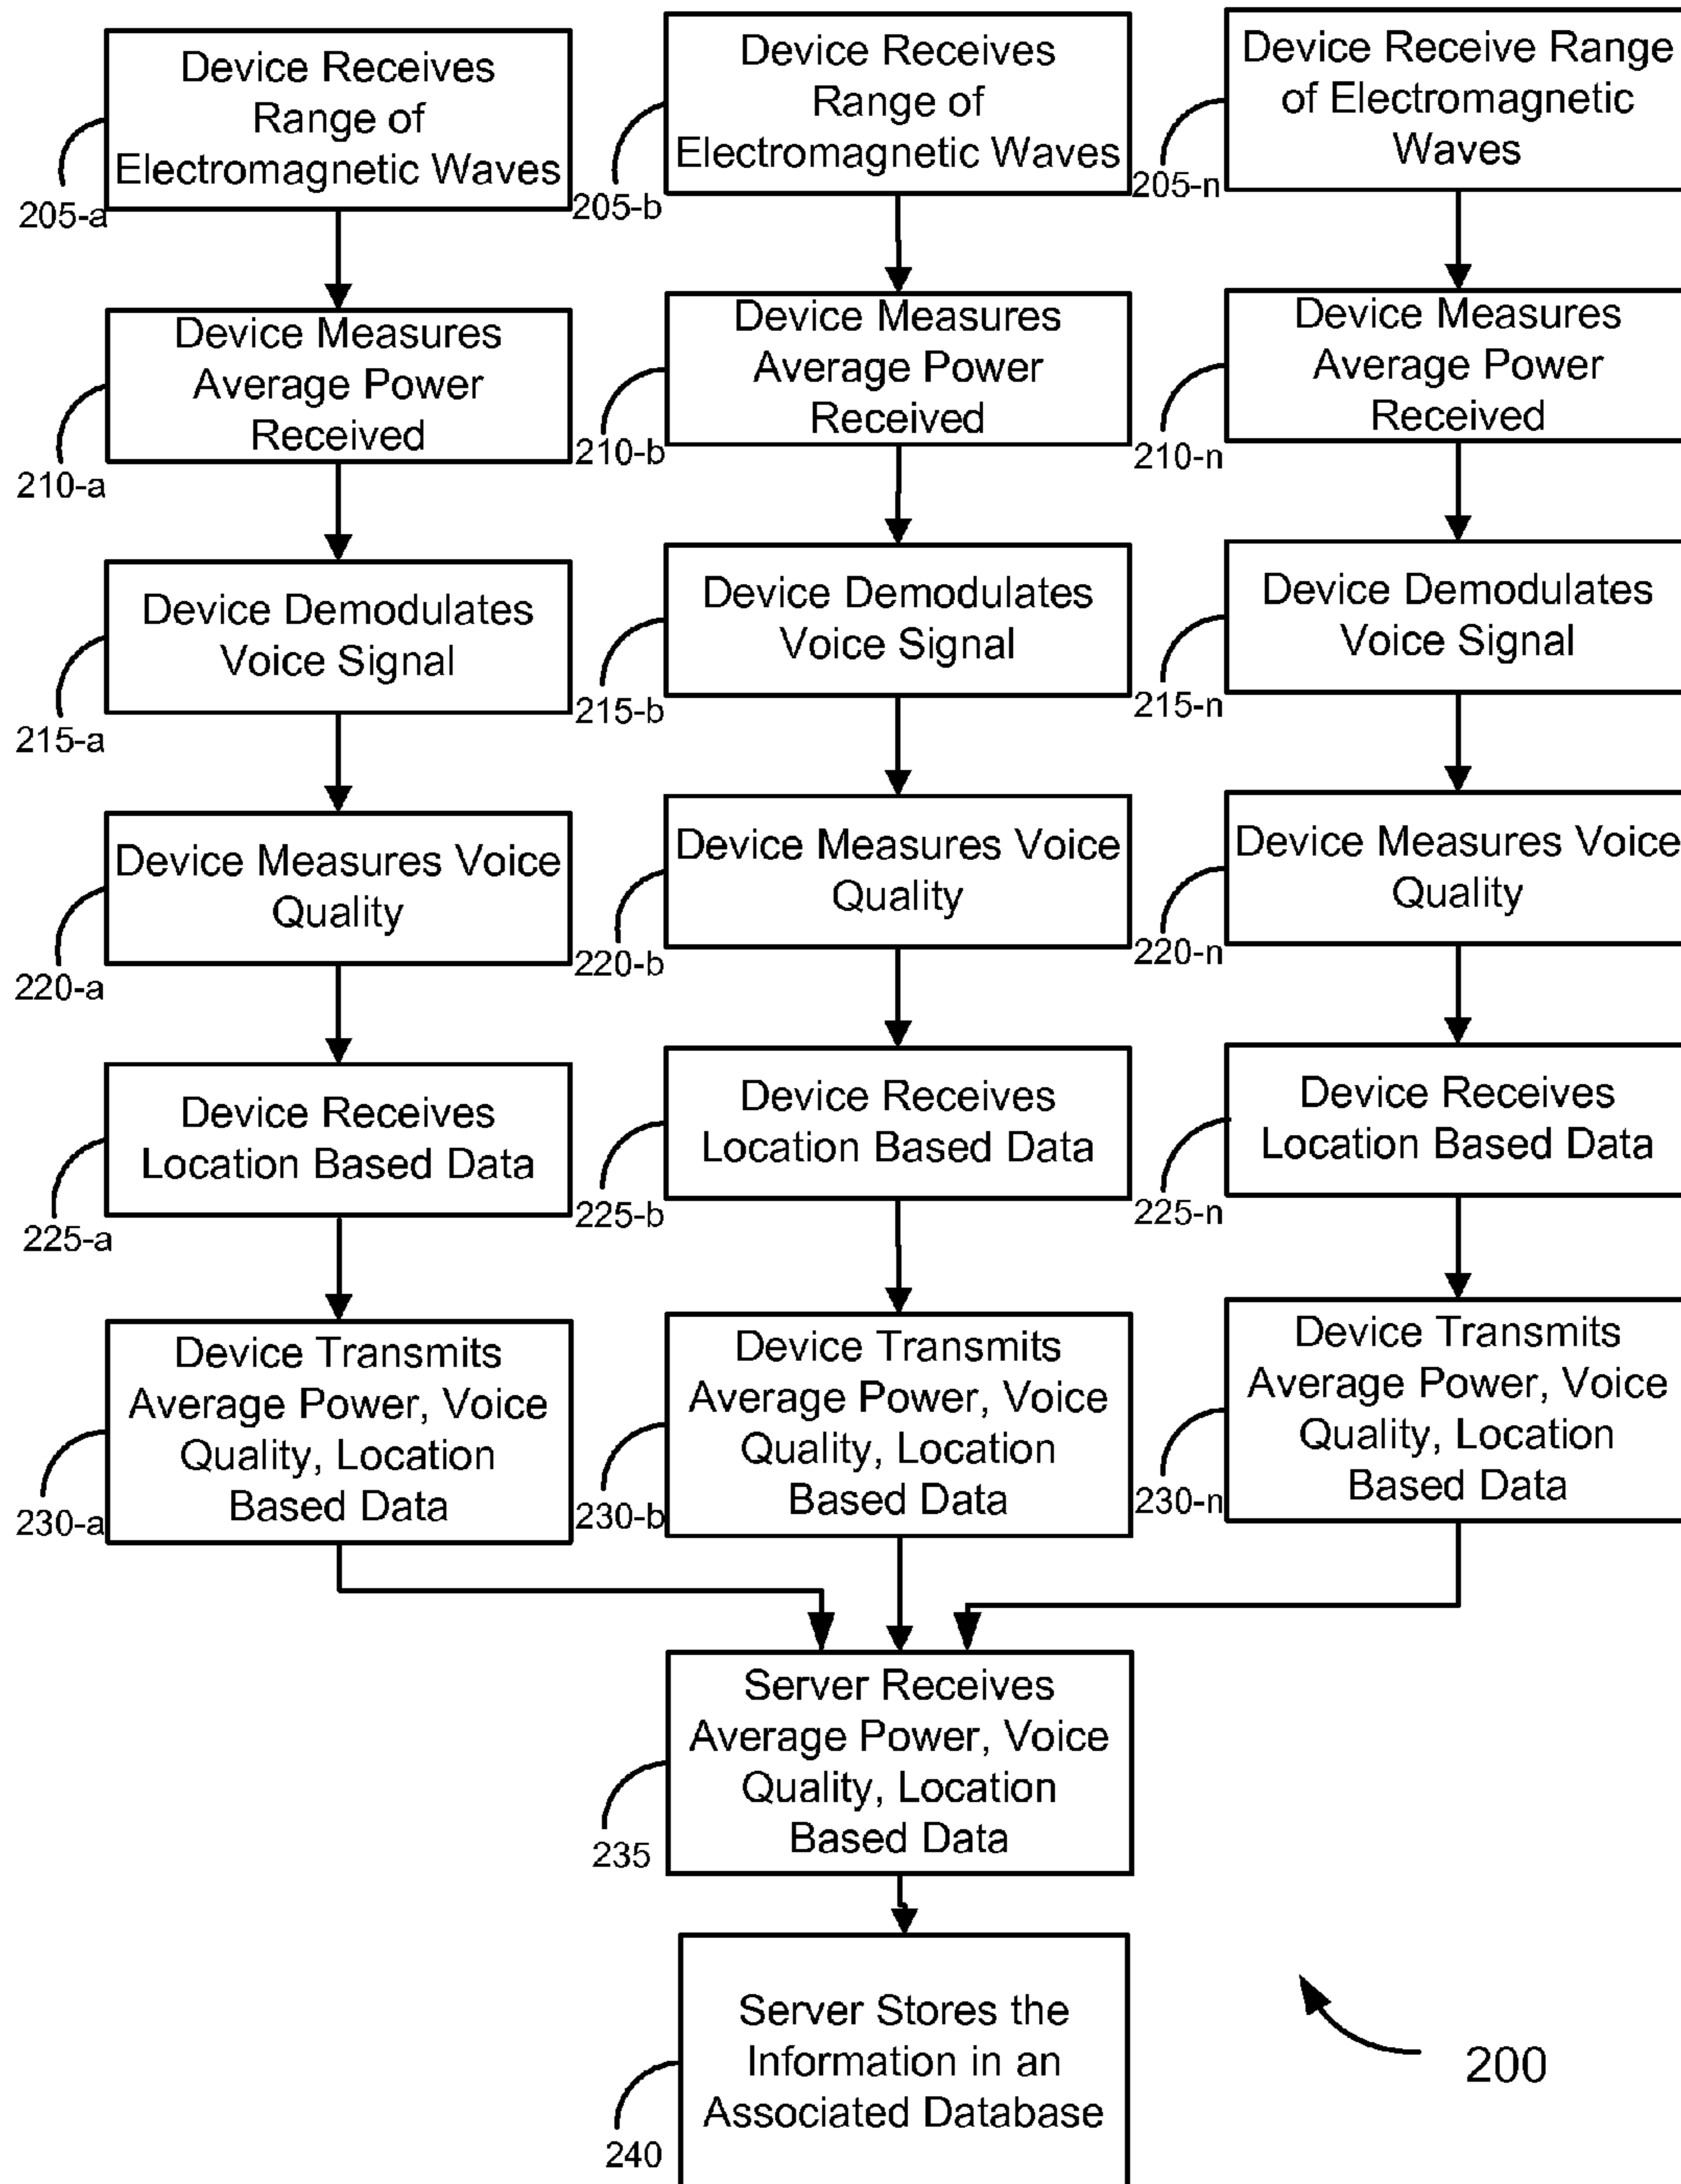 Device Receives
Range of
Electromagnetic Waves
205-a
Device Receives
Range of
Electromagnetic Waves
205-b
Device Receive Range
of Electromagnetic
Waves
205-n
Device Measures
Average Power
Received
210-a
Device Measures
Average Power
Received
210-b
Device Measures
Average Power
Received
210-n
Device Demodulates
Voice Signal
215-a
Device Demodulates
Voice Signal
215-b
Device Demodulates
Voice Signal
215-n
Device Measures Voice
Quality
220-a
Device Measures Voice
Quality
220-b
Device Measures Voice
Quality
220-n
Device Receives
Location Based Data
225-a
Device Receives
Location Based Data
225-b
Device Receives
Location Based Data
225-n
Device Transmits
Average Power, Voice
Quality, Location
Based Data
230-a
Device Transmits
Average Power, Voice
Quality, Location
Based Data
230-b
Device Transmits
Average Power, Voice
Quality, Location
Based Data
230-n
Server Receives
Average Power, Voice
Quality, Location
Based Data
235
Server Stores the
Information in an
Associated Database
240
200